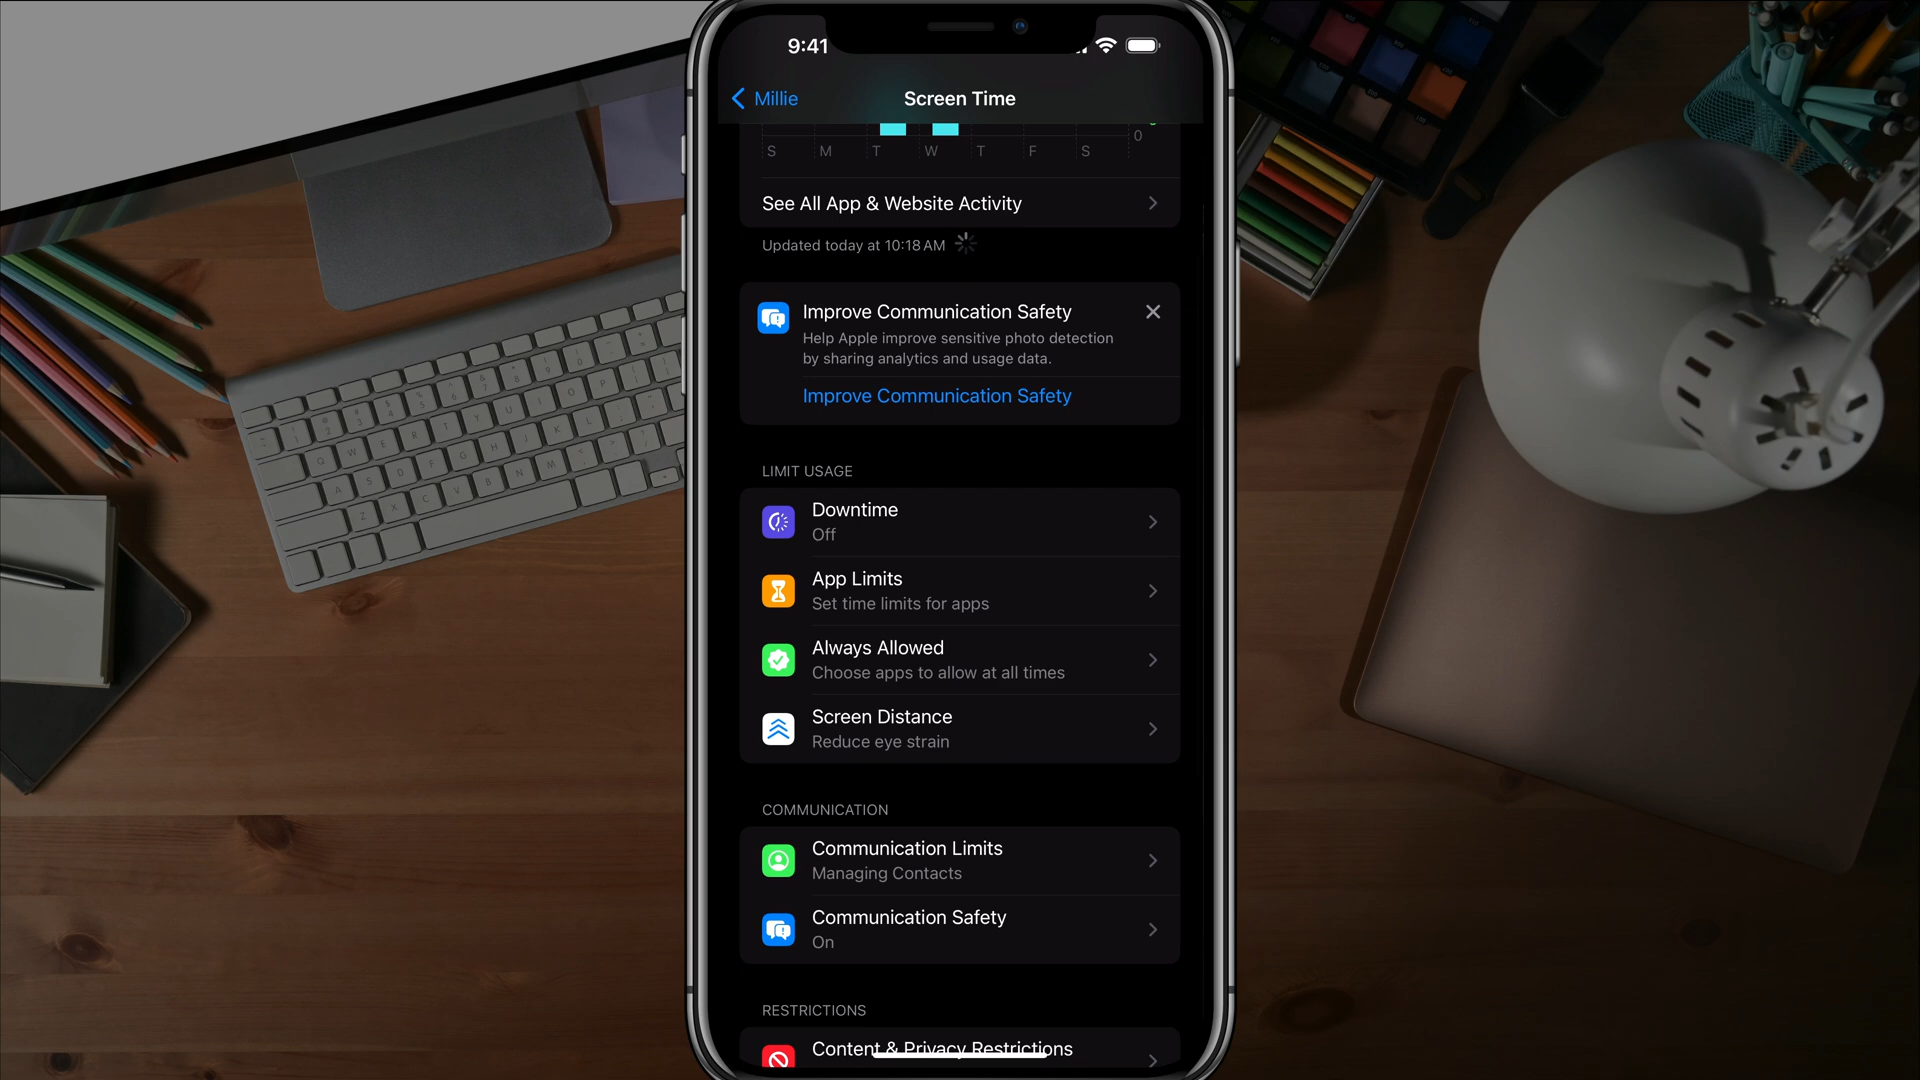 9:41
Millie
Screen Time
0
S M T W T F S
See All App & Website Activity
Updated today at 10:18 AM
Improve Communication Safety
Help Apple improve sensitive photo detection
by sharing analytics and usage data.
Improve Communication Safety
LIMIT USAGE
Downtime
Off
App Limits
Set time limits for apps
Always Allowed
Choose apps to allow at all times
Screen Distance
Reduce eye strain
COMMUNICATION
Communication Limits
Managing Contacts
Communication Safety
On
RESTRICTIONS
Content & Privacy Restrictions